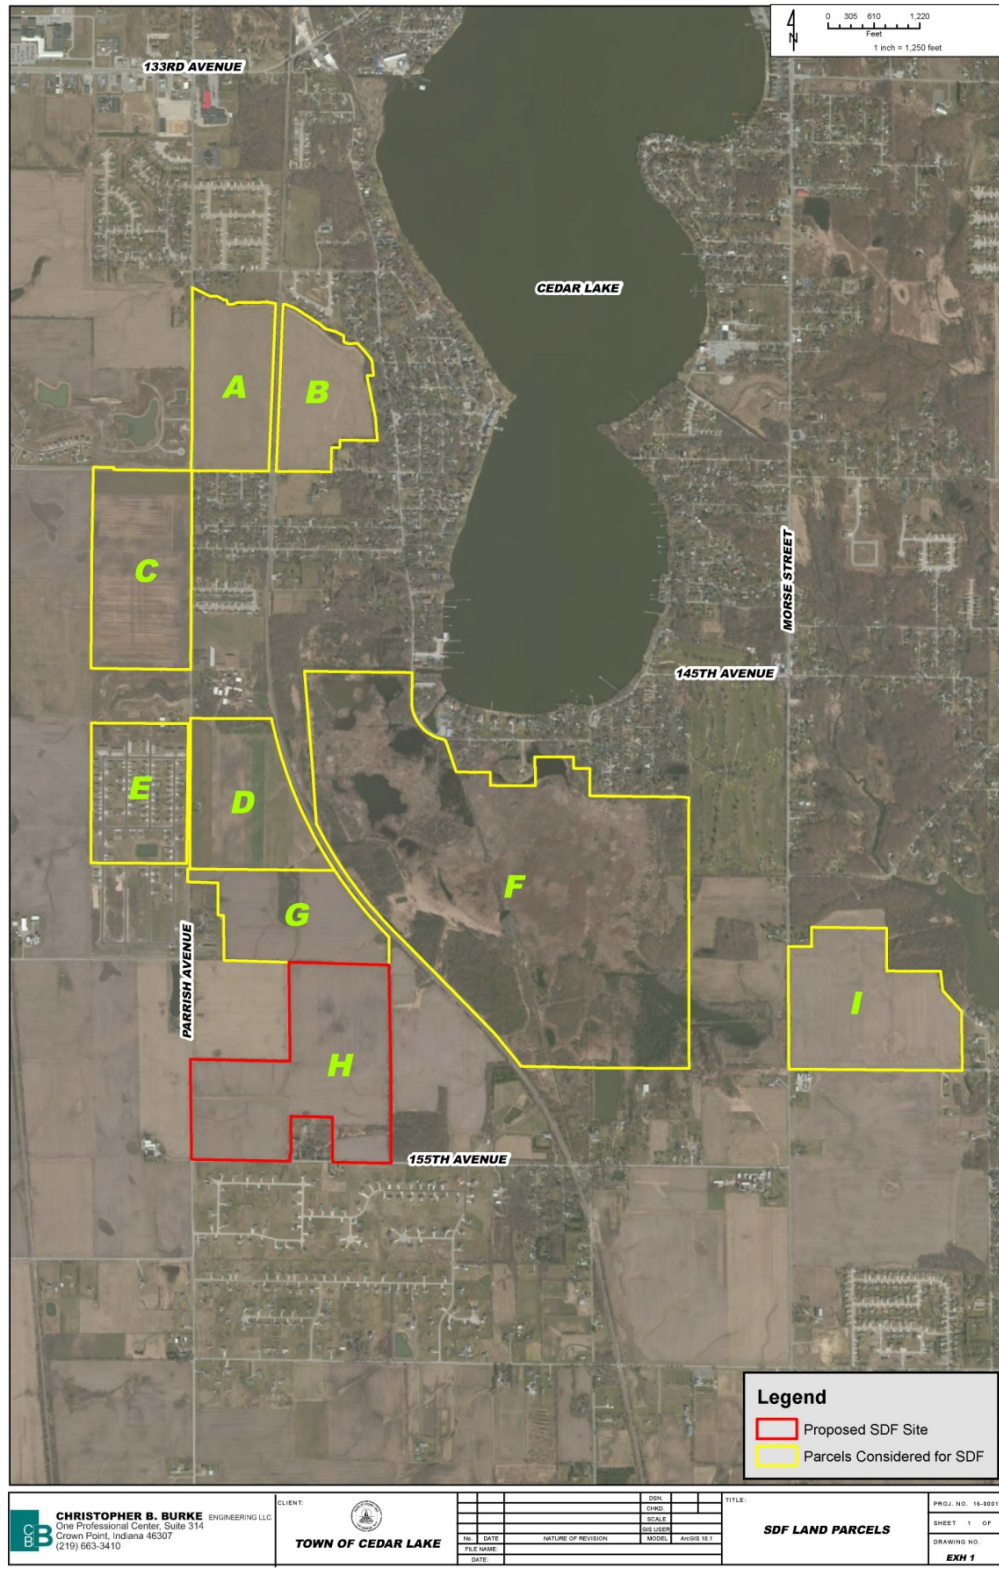 133RD AVENUE
N
0 305 610 1,220
Feet
1 inch = 1,250 feet
CEDAR LAKE
A
B
C
MORSE STREET
145TH AVENUE
E
D
F
G
PARRISH AVENUE
I
H
155TH AVENUE
Legend
Proposed SDF Site
Parcels Considered for SDF
CBB
CHRISTOPHER B. BURKE ENGINEERING LLC
One Professional Center, Suite 314
Crown Point, Indiana 46307
(219) 663-3410
CLIENT:
TOWN OF CEDAR LAKE
No. DATE NATURE OF REVISION
FILE NAME:
DATE:
DSN.
CHKD.
SCALE
GIS USER
MODEL: ArcGIS 10.1
TITLE:
SDF LAND PARCELS
PROJ. NO.
SHEET 1 OF
DRAWING NO.
EXH 1